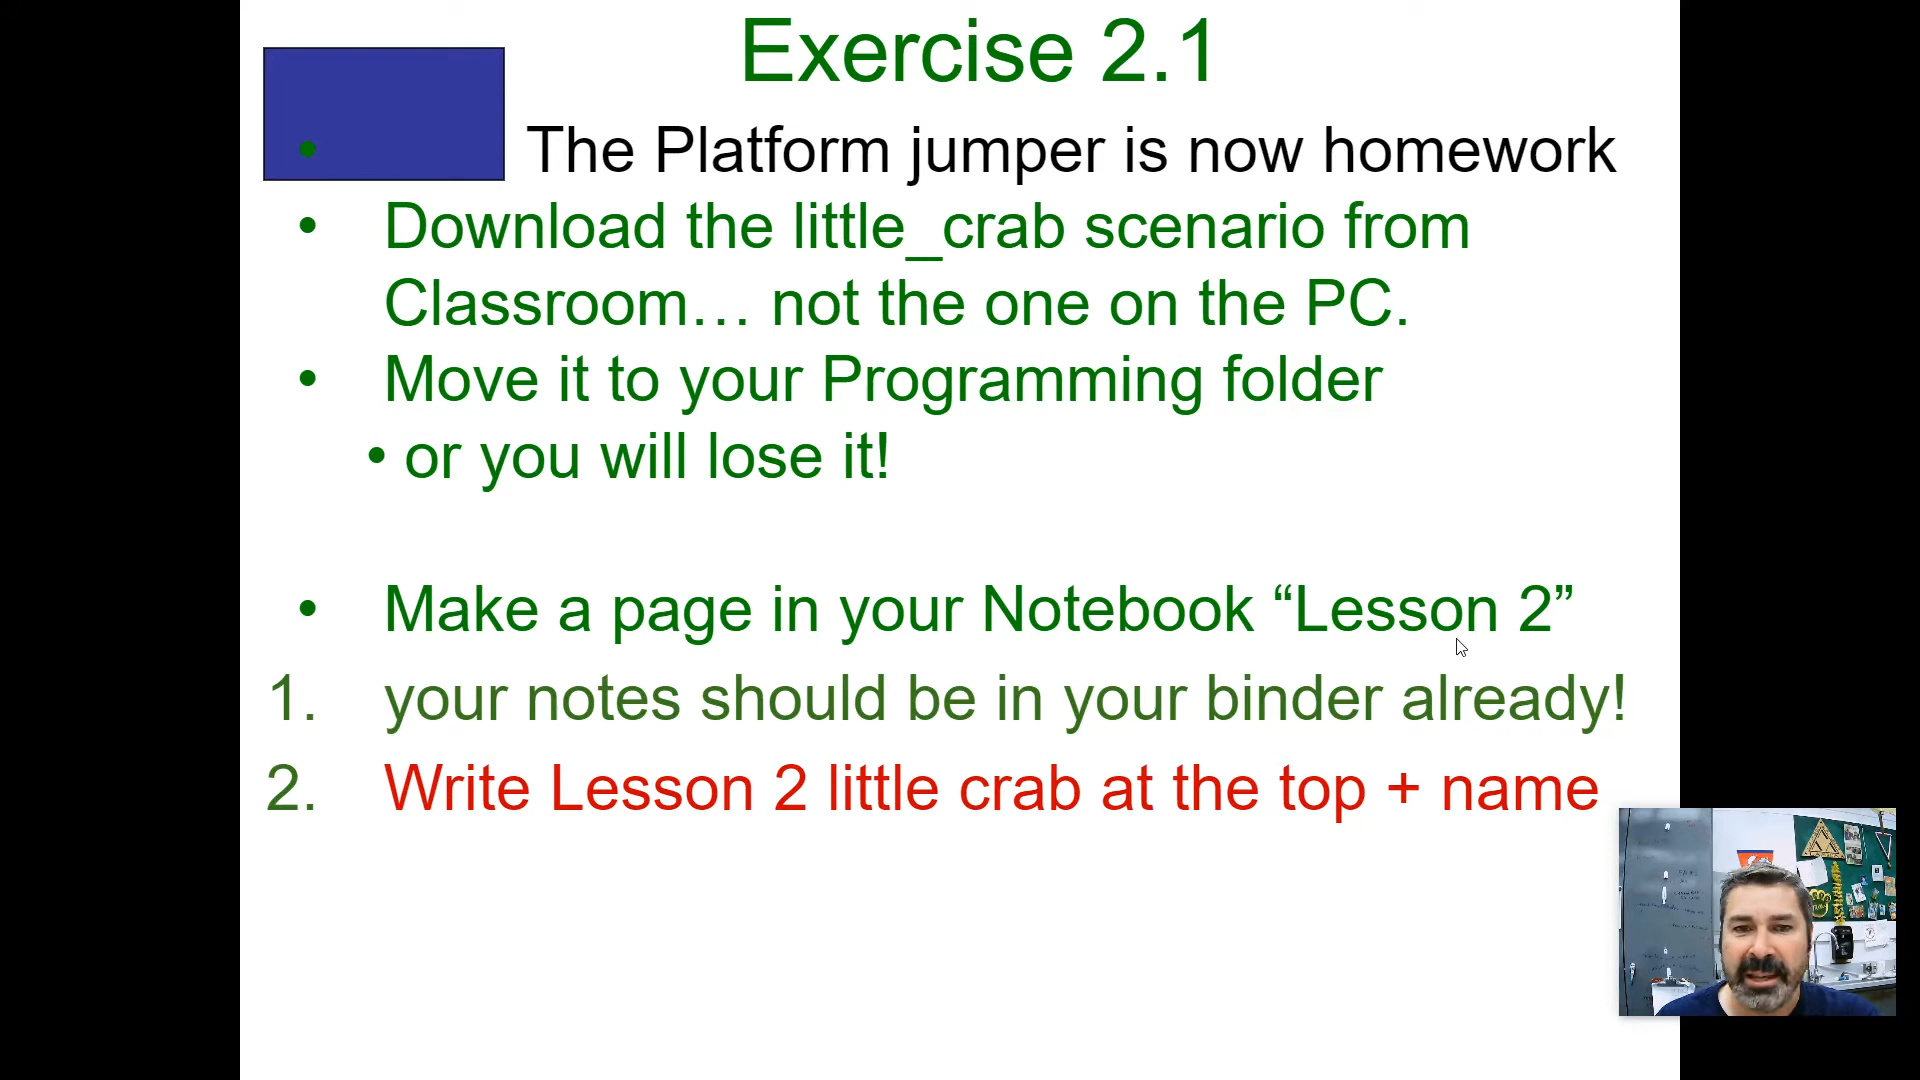 Exercise 2.1
• The Platform jumper is now homework
• Download the little_crab scenario from
Classroom… not the one on the PC.
• Move it to your Programming folder
• or you will lose it!
• Make a page in your Notebook “Lesson 2”
1. your notes should be in your binder already!
2. Write Lesson 2 little crab at the top + name